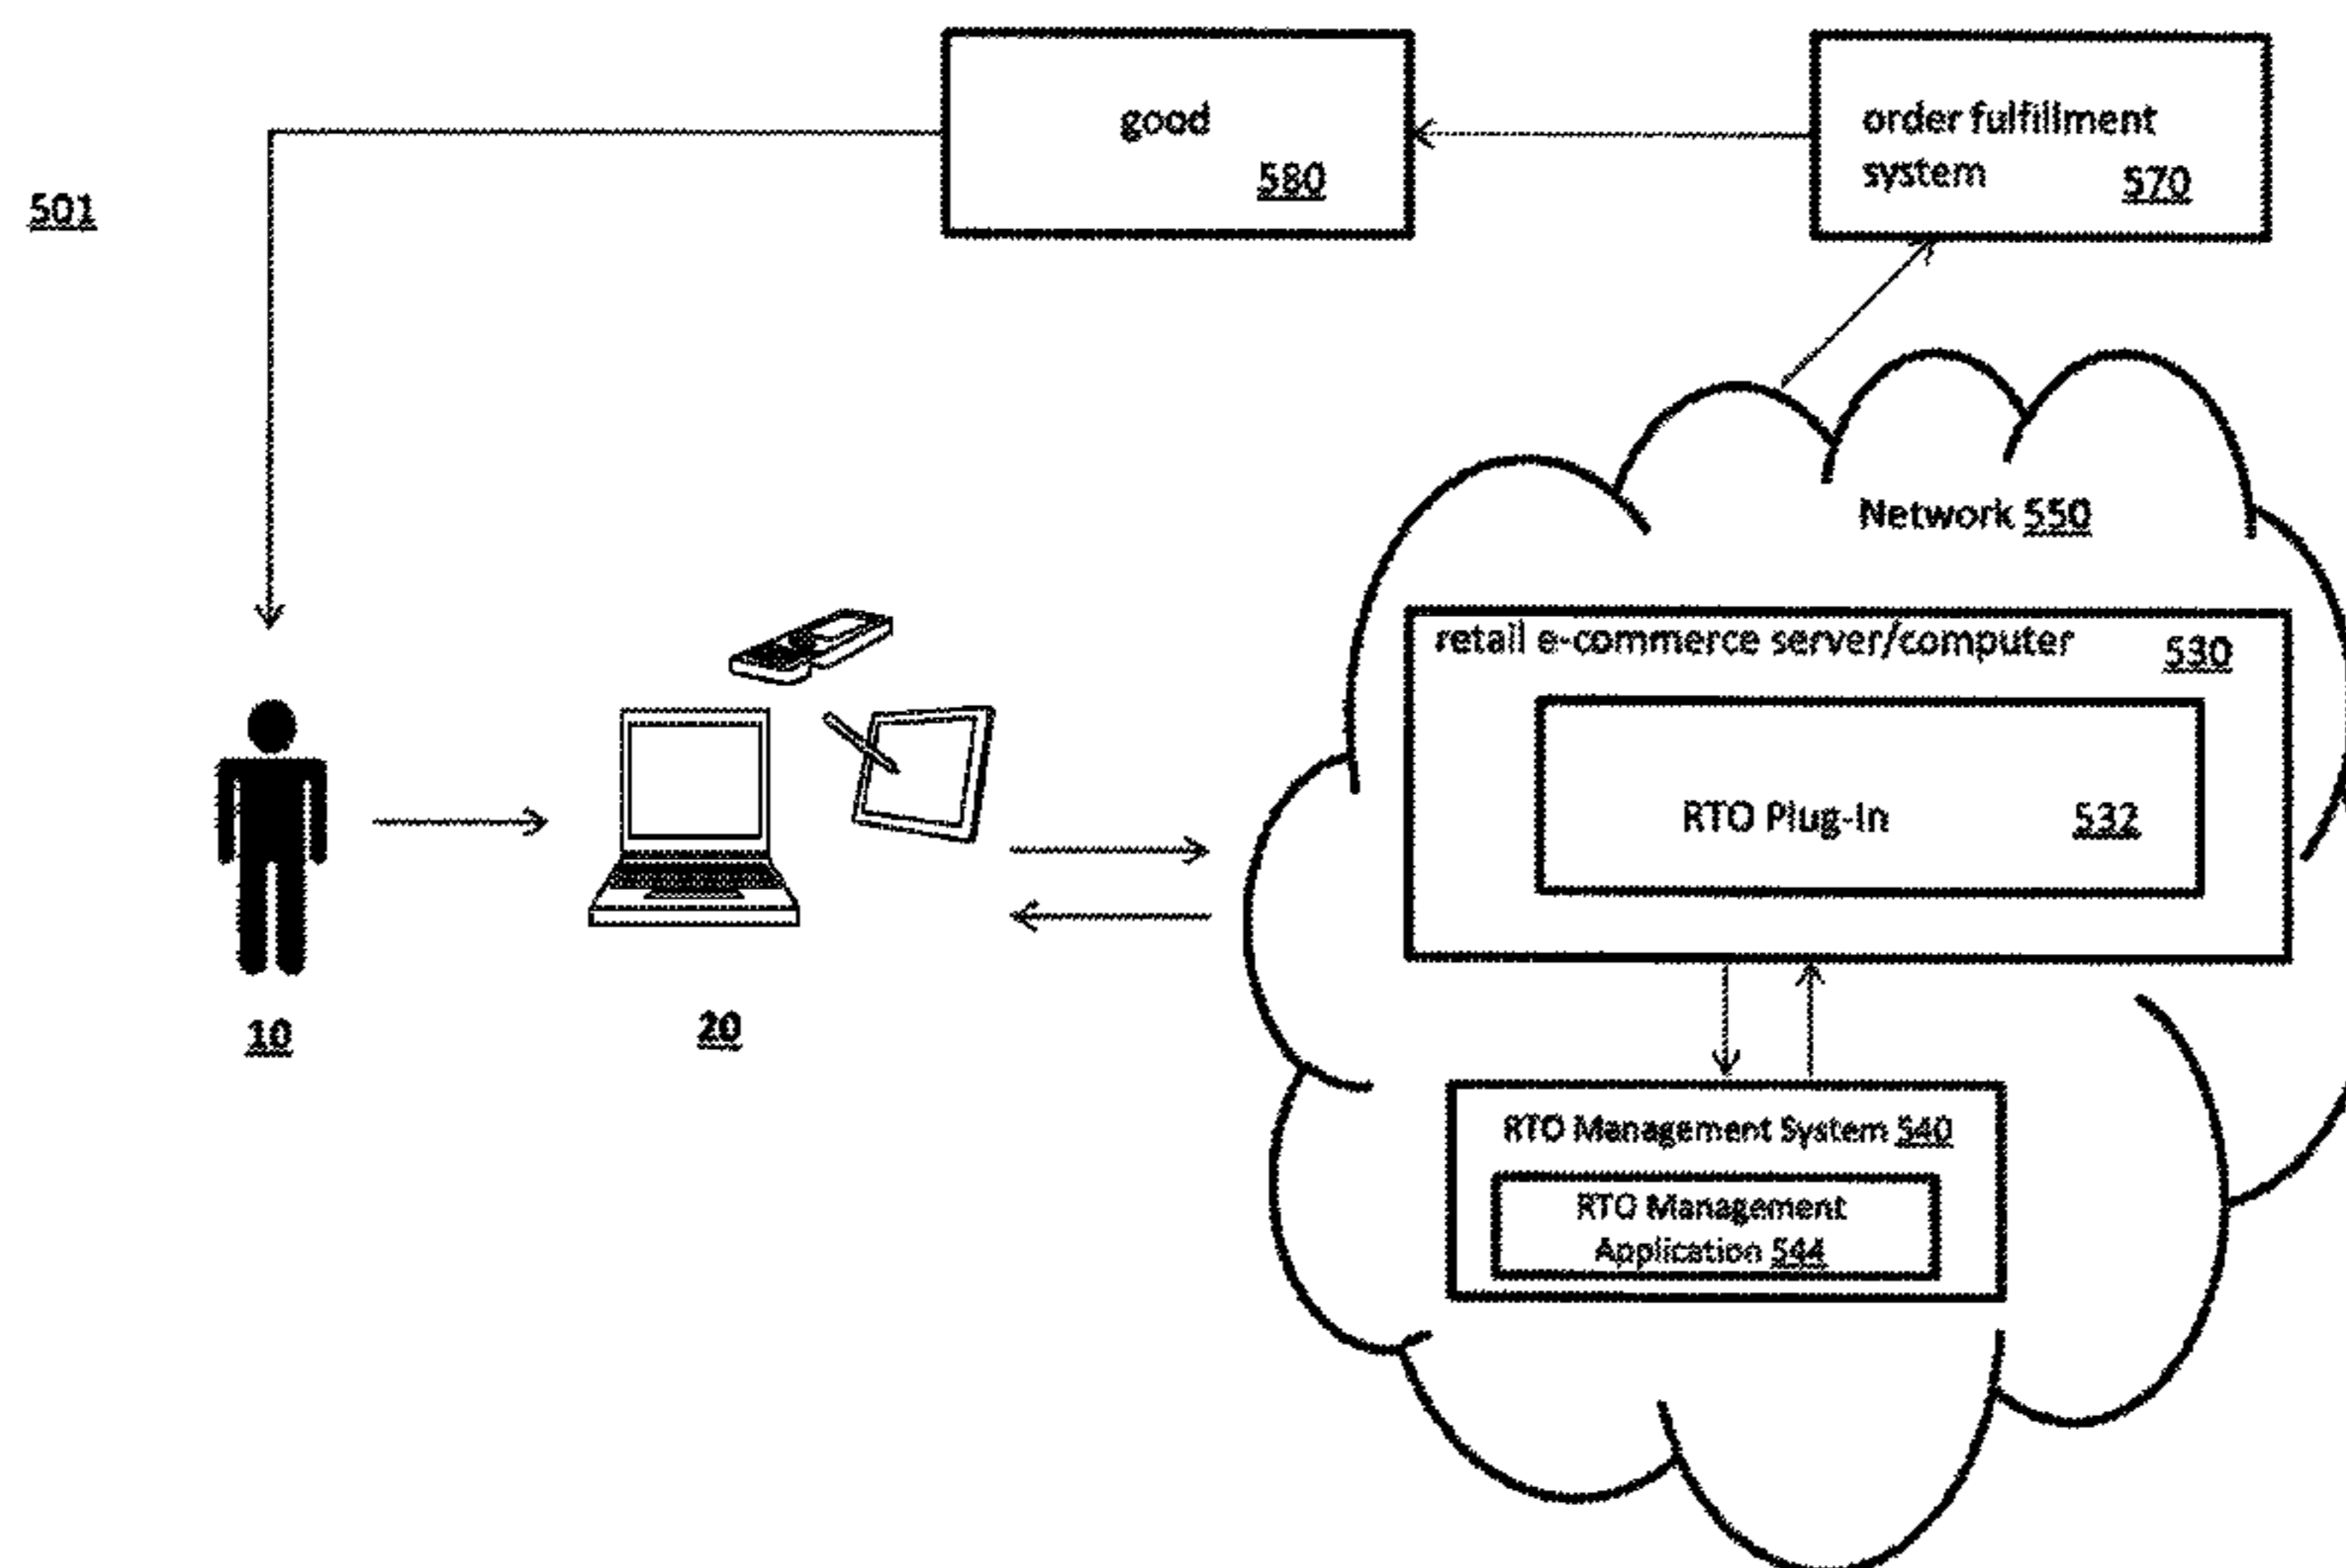 good
580
order fulfillment
system 570
501
Network 550
retail e-commerce server/computer 530
RTO Plug-In 532
10
20
RTO Management System 540
RTO Management
Application 544